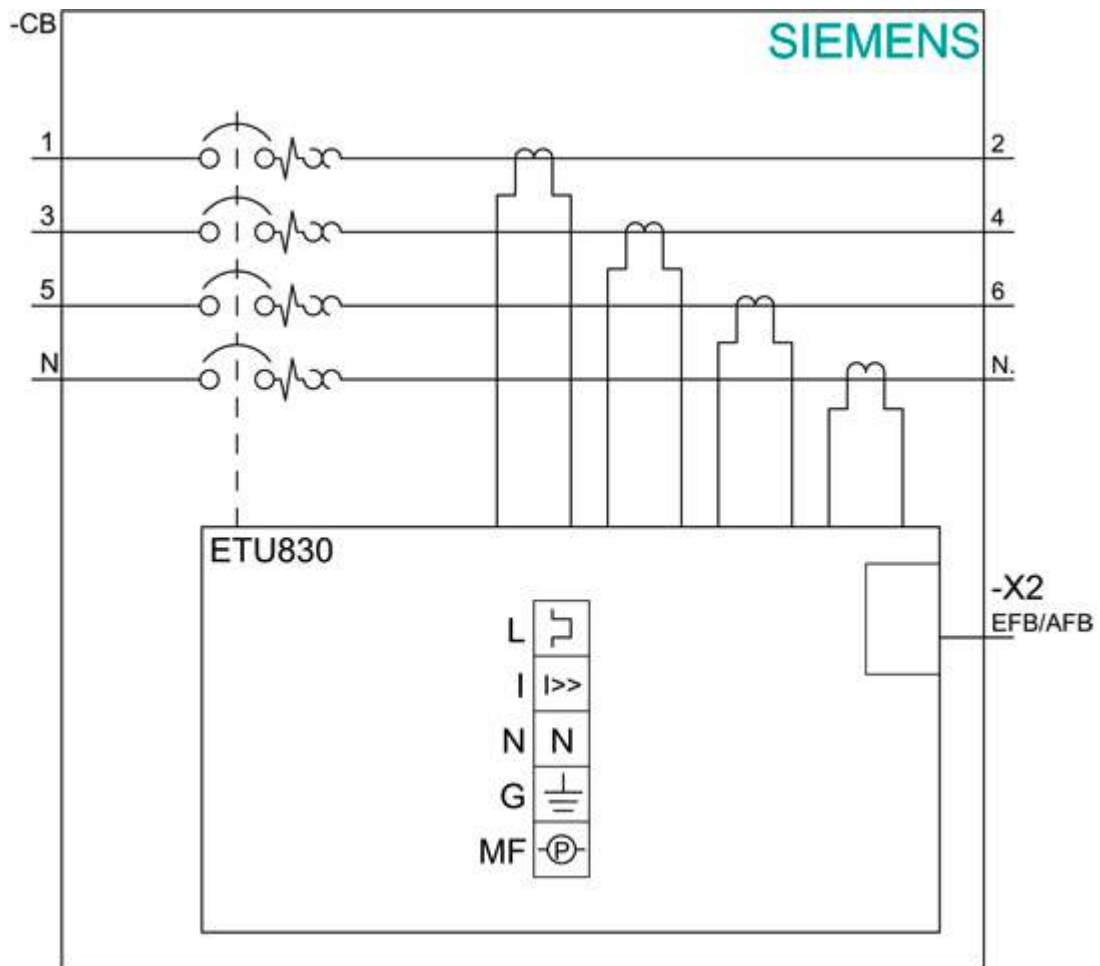 -CB
SIEMENS
1 2
3 4
5 6
N N.
ETU830
-X2
EFB/AFB
L
I I>>
N N
G
MF P